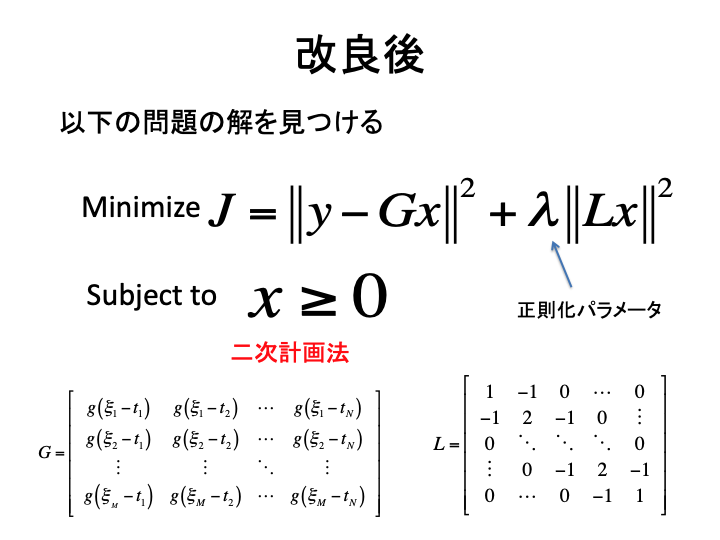 改良後
以下の問題の解を見つける
Minimize J = ‖y − Gx‖² + λ‖Lx‖²
Subject to x ≥ 0
正則化パラメータ
二次計画法
G = [
g(ξ₁ − t₁) g(ξ₁ − t₂) ⋯ g(ξ₁ − t_N)
g(ξ₂ − t₁) g(ξ₂ − t₂) ⋯ g(ξ₂ − t_N)
⋮ ⋮ ⋱ ⋮
g(ξ_M − t₁) g(ξ_M − t₂) ⋯ g(ξ_M − t_N)
]
L = [
1 −1 0 ⋯ 0
−1 2 −1 0 ⋮
0 ⋱ ⋱ ⋱ 0
⋮ 0 −1 2 −1
0 ⋯ 0 −1 1
]